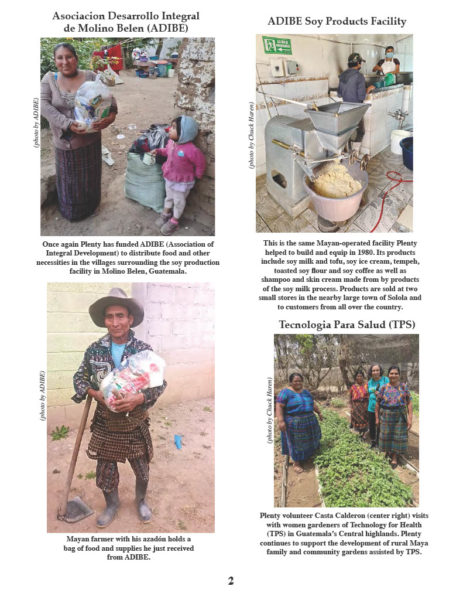 Asociacion Desarrollo Integral
de Molino Belen (ADIBE)
(photo by ADIBE)
Once again Plenty has funded ADIBE (Association of
Integral Development) to distribute food and other
necessities in the villages surrounding the soy production
facility in Molino Belen, Guatemala.
(photo by ADIBE)
Mayan farmer with his azadón holds a
bag of food and supplies he just received
from ADIBE.
ADIBE Soy Products Facility
(photo by Chuck Haren)
This is the same Mayan-operated facility Plenty
helped to build and equip in 1980. Its products
include soy milk and tofu, soy ice cream, tempeh,
toasted soy flour and soy coffee as well as
shampoo and skin cream made from by products
of the soy milk process. Products are sold at two
small stores in the nearby large town of Solola and
to customers from all over the country.
Tecnologia Para Salud (TPS)
(photo by Chuck Haren)
Plenty volunteer Casta Calderon (center right) visits
with women gardeners of Technology for Health
(TPS) in Guatemala's Central highlands. Plenty
continues to support the development of rural Maya
family and community gardens assisted by TPS.
2